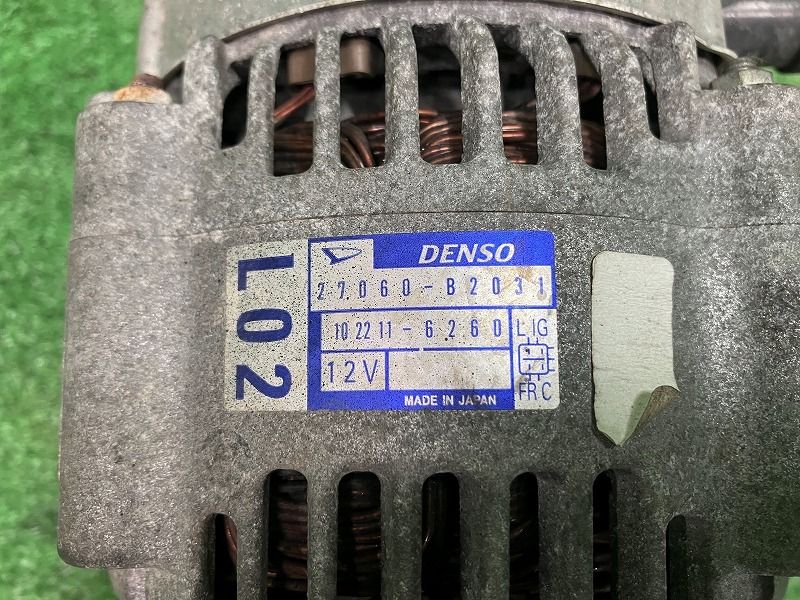 L02
DENSO
27060-B2031
102211-6260
12V
L IG
FR C
MADE IN JAPAN